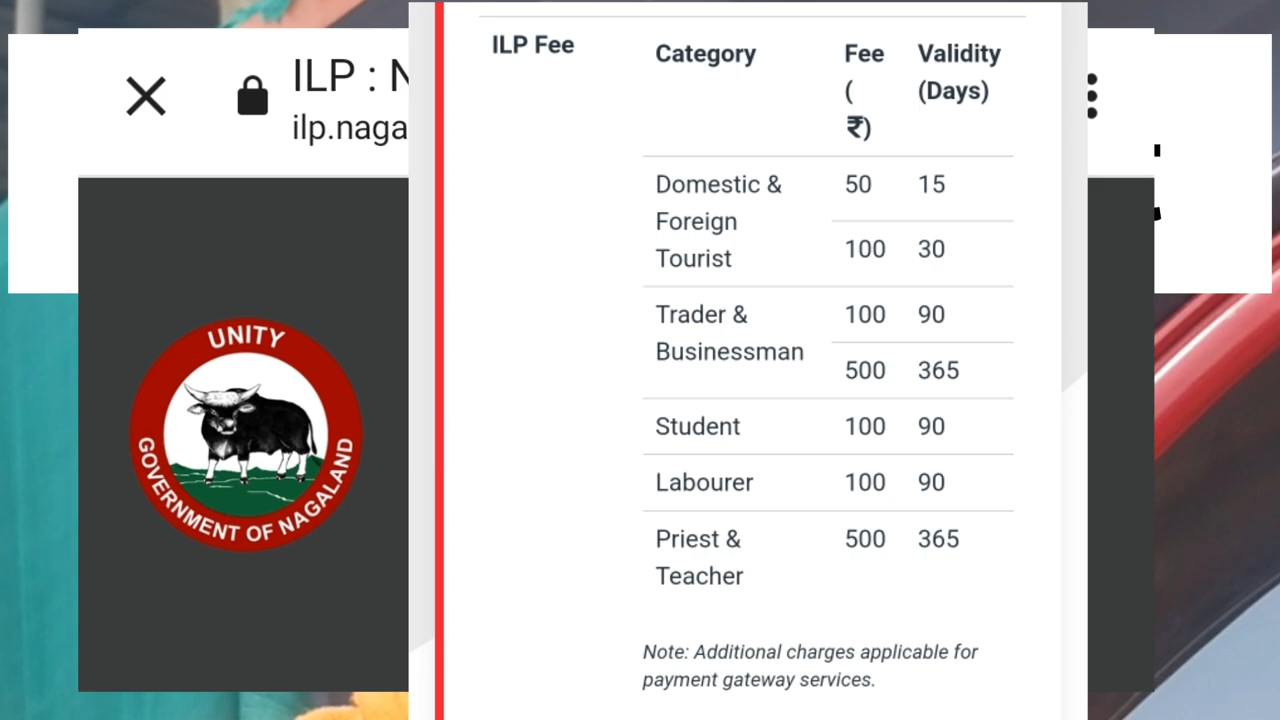 ILP : N
ilp.naga
UNITY
GOVERNMENT OF NAGALAND
ILP Fee
Category Fee (₹) Validity (Days)
Domestic & Foreign Tourist 50 15
100 30
Trader & Businessman 100 90
500 365
Student 100 90
Labourer 100 90
Priest & Teacher 500 365
Note: Additional charges applicable for
payment gateway services.